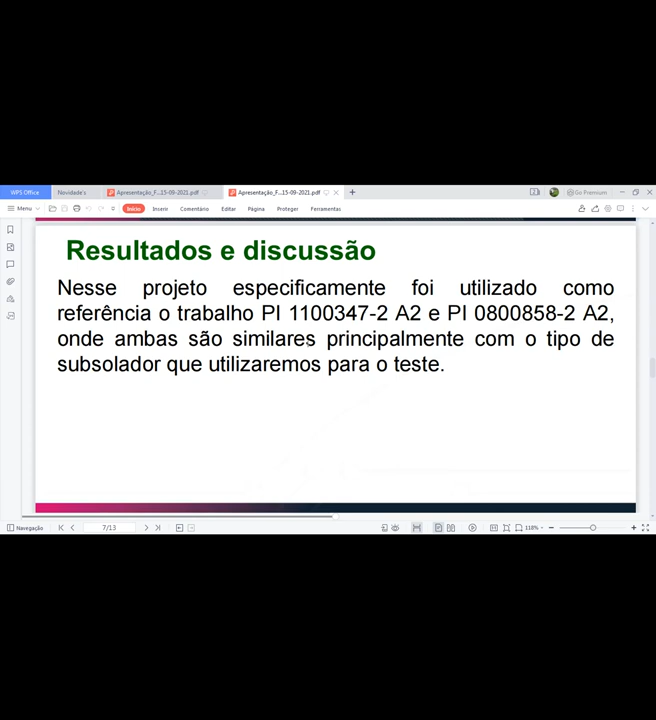 WPS Office Novidade's Apresentação_F...15-09-2021.pdf Apresentação_F...15-09-2021.pdf Go Premium
Menu Início Inserir Comentário Editar Página Proteger Ferramentas
Resultados e discussão
Nesse projeto especificamente foi utilizado como
referência o trabalho PI 1100347-2 A2 e PI 0800858-2 A2,
onde ambas são similares principalmente com o tipo de
subsolador que utilizaremos para o teste.
Navegação 7/13 118%